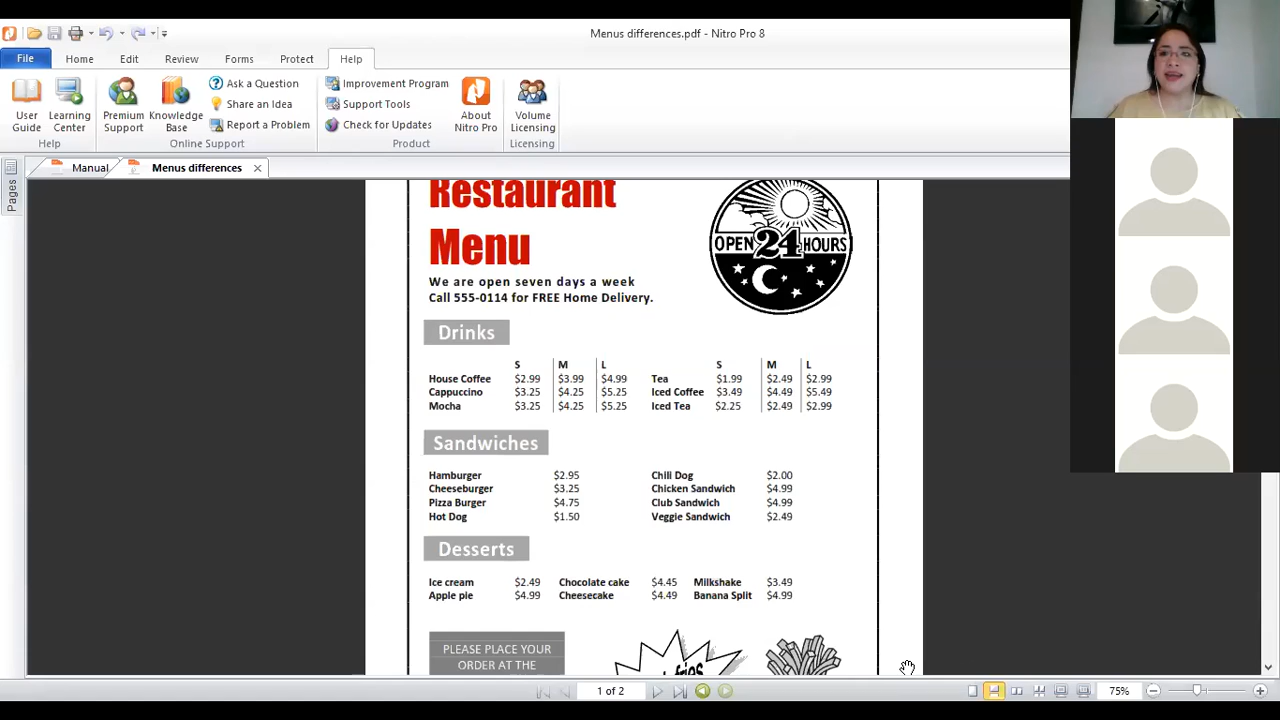 Menus differences.pdf - Nitro Pro 8
File Home Edit Review Forms Protect Help
User Guide
Learning Center
Help
Premium Support
Knowledge Base
Ask a Question
Share an Idea
Report a Problem
Online Support
Improvement Program
Support Tools
Check for Updates
Product
About Nitro Pro
Volume Licensing
Licensing
Manual
Menus differences
Pages
Restaurant
Menu
OPEN 24 HOURS
We are open seven days a week
Call 555-0114 for FREE Home Delivery.
Drinks
S M L S M L
House Coffee $2.99 $3.99 $4.99 Tea $1.99 $2.49 $2.99
Cappuccino $3.25 $4.25 $5.25 Iced Coffee $3.49 $4.49 $5.49
Mocha $3.25 $4.25 $5.25 Iced Tea $2.25 $2.49 $2.99
Sandwiches
Hamburger $2.95 Chili Dog $2.00
Cheeseburger $3.25 Chicken Sandwich $4.99
Pizza Burger $4.75 Club Sandwich $4.99
Hot Dog $1.50 Veggie Sandwich $2.49
Desserts
Ice cream $2.49 Chocolate cake $4.45 Milkshake $3.49
Apple pie $4.99 Cheesecake $4.49 Banana Split $4.99
PLEASE PLACE YOUR
ORDER AT THE
fries
1 of 2
75%